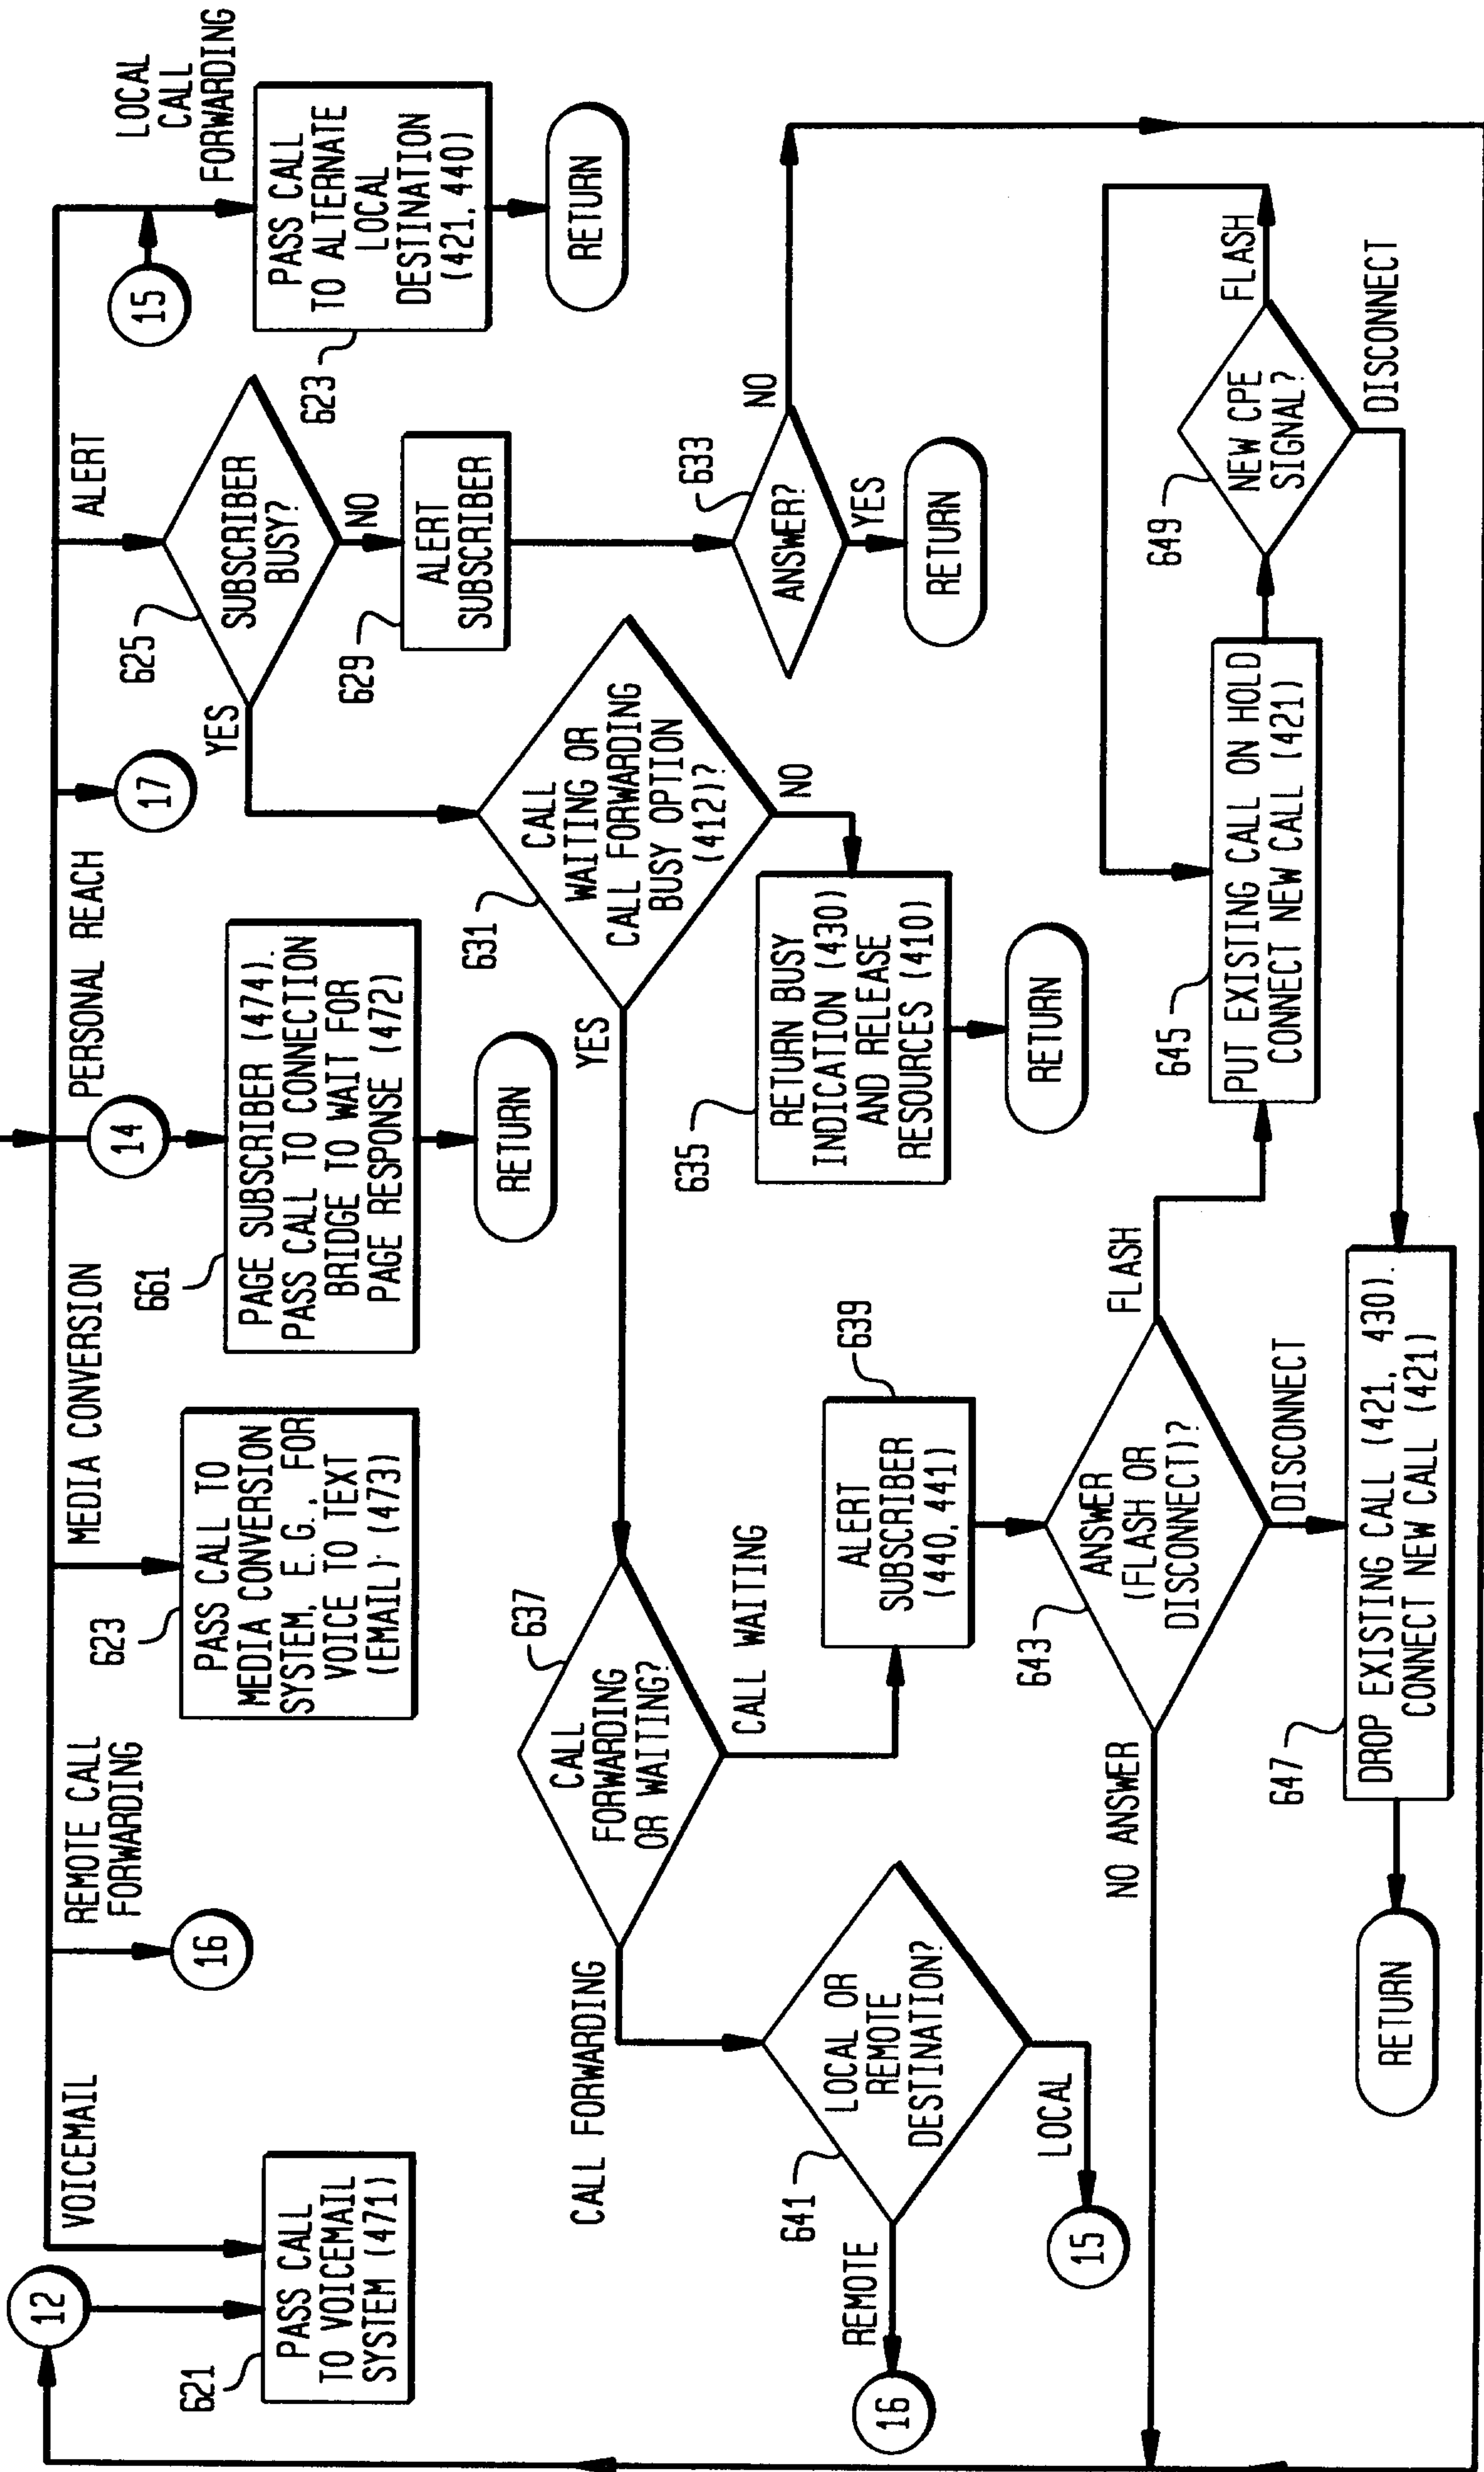 12
VOICEMAIL
621
PASS CALL
TO VOICEMAIL
SYSTEM (471)
REMOTE CALL
FORWARDING
16
MEDIA CONVERSION
623
PASS CALL TO
MEDIA CONVERSION
SYSTEM, E.G., FOR
VOICE TO TEXT
(EMAIL). (473)
PERSONAL REACH
14
661
PAGE SUBSCRIBER (474).
PASS CALL TO CONNECTION
BRIDGE TO WAIT FOR
PAGE RESPONSE (472)
RETURN
17
ALERT
625
SUBSCRIBER
BUSY?
YES
NO
629
ALERT
SUBSCRIBER
LOCAL
CALL
FORWARDING
15
623
PASS CALL
TO ALTERNATE
LOCAL
DESTINATION
(421, 440)
RETURN
633
ANSWER?
NO
YES
RETURN
631
CALL
WAITING OR
CALL FORWARDING
BUSY OPTION
(412)?
YES
NO
635
RETURN BUSY
INDICATION (430)
AND RELEASE
RESOURCES (410)
RETURN
637
CALL
FORWARDING
OR WAITING?
CALL FORWARDING
CALL WAITING
641
LOCAL OR
REMOTE
DESTINATION?
REMOTE
16
LOCAL
15
639
ALERT
SUBSCRIBER
(440, 441)
643
ANSWER
(FLASH OR
DISCONNECT)?
NO ANSWER
FLASH
DISCONNECT
645
PUT EXISTING CALL ON HOLD
CONNECT NEW CALL (421)
649
NEW CPE
SIGNAL?
FLASH
DISCONNECT
647
DROP EXISTING CALL (421, 430).
CONNECT NEW CALL (421)
RETURN